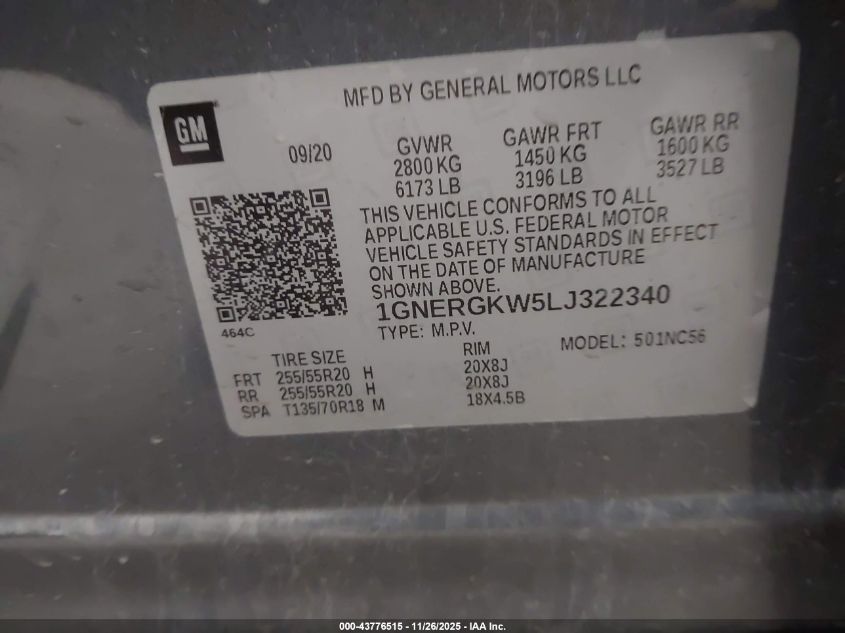 MFD BY GENERAL MOTORS LLC
GM
09/20
GVWR GAWR FRT GAWR RR
2800 KG 1450 KG 1600 KG
6173 LB 3196 LB 3527 LB
THIS VEHICLE CONFORMS TO ALL
APPLICABLE U.S. FEDERAL MOTOR
VEHICLE SAFETY STANDARDS IN EFFECT
ON THE DATE OF MANUFACTURE
SHOWN ABOVE.
1GNERGKW5LJ322340
464C
TYPE: M.P.V. MODEL: 501NC56
TIRE SIZE RIM
FRT 255/55R20 H 20X8J
RR 255/55R20 H 20X8J
SPA T135/70R18 M 18X4.5B
000-43776515 - 11/26/2025 - IAA Inc.